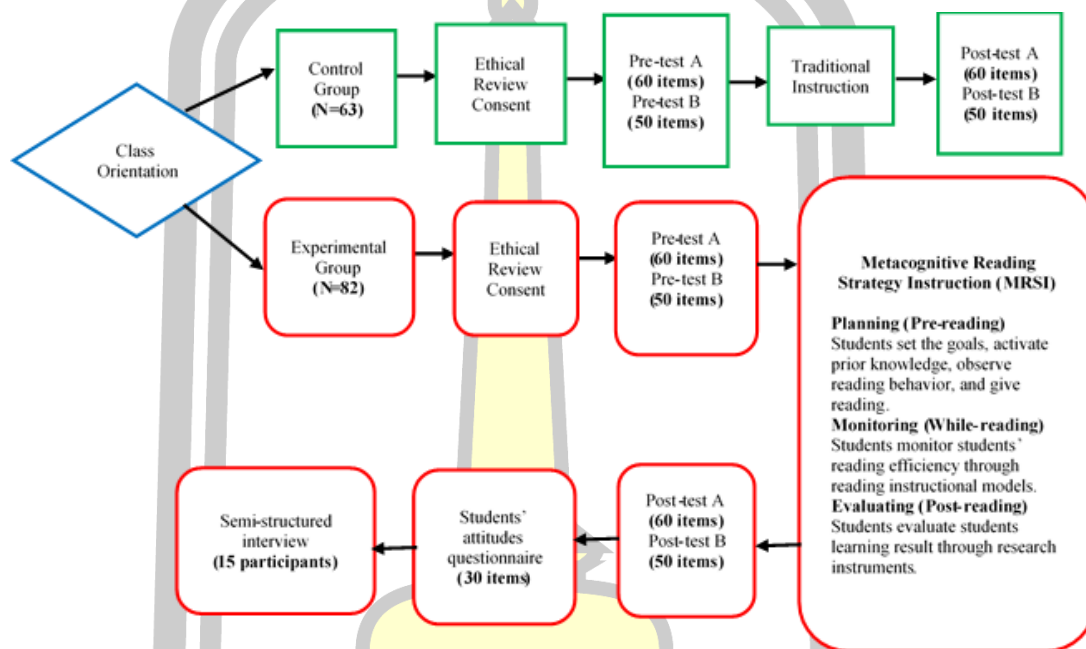 Class
Orientation
Control
Group
(N=63)
Ethical
Review
Consent
Pre-test A
(60 items)
Pre-test B
(50 items)
Traditional
Instruction
Post-test A
(60 items)
Post-test B
(50 items)
Experimental
Group
(N=82)
Ethical
Review
Consent
Pre-test A
(60 items)
Pre-test B
(50 items)
Metacognitive Reading
Strategy Instruction (MRSI)
Planning (Pre-reading)
Students set the goals, activate
prior knowledge, observe
reading behavior, and give
reading.
Monitoring (While-reading)
Students monitor students’
reading efficiency through
reading instructional models.
Evaluating (Post-reading)
Students evaluate students
learning result through research
instruments.
Post-test A
(60 items)
Post-test B
(50 items)
Students’
attitudes
questionnaire
(30 items)
Semi-structured
interview
(15 participants)